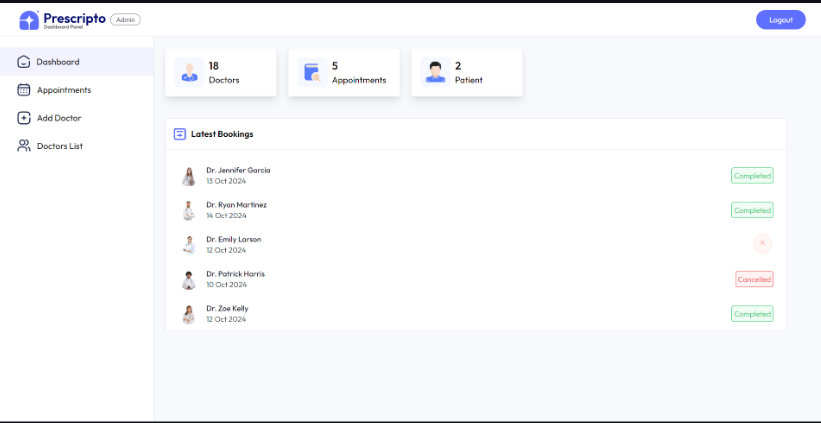 Prescripto
Admin
Dashboard Panel
Logout
Dashboard
Appointments
Add Doctor
Doctors List
18
Doctors
5
Appointments
2
Patient
Latest Bookings
Dr. Jennifer Garcia
13 Oct 2024
Completed
Dr. Ryan Martinez
14 Oct 2024
Completed
Dr. Emily Larson
12 Oct 2024
Dr. Patrick Harris
10 Oct 2024
Cancelled
Dr. Zoe Kelly
12 Oct 2024
Completed